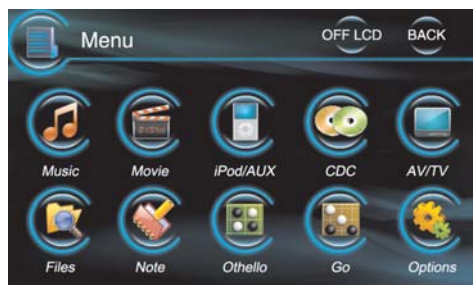 Menu OFF LCD BACK
Music Movie iPod/AUX CDC AV/TV
Files Note Othello Go Options